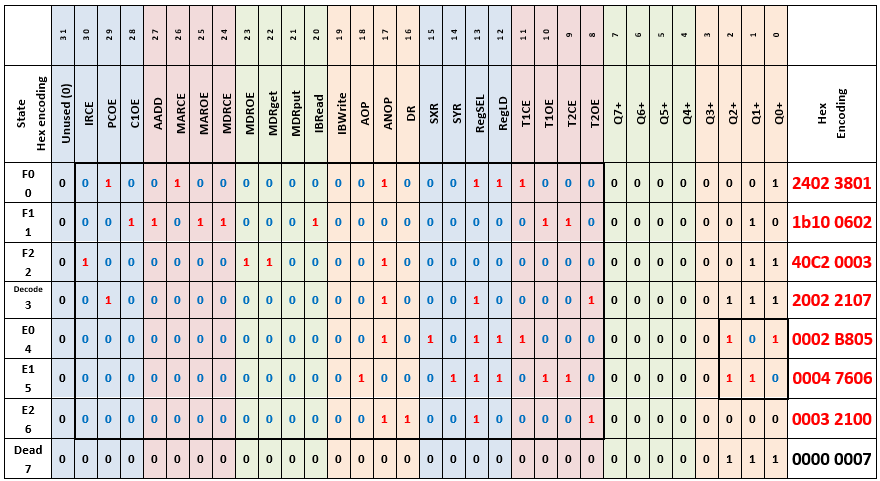 31 30 29 28 27 26 25 24 23 22 21 20 19 18 17 16 15 14 13 12 11 10 9 8 7 6 5 4 3 2 1 0
State Hex encoding Unused (0) IRCE PCOE C1OE AADD MARCE MAROE MDRCE MDROE MDRget MDRput IBRead IBWrite AOP ANOP DR SXR SYR RegSEL RegLD T1CE T1OE T2CE T2OE Q7+ Q6+ Q5+ Q4+ Q3+ Q2+ Q1+ Q0+ Hex Encoding
F0 0 0 0 1 0 0 1 0 0 0 0 0 0 0 0 1 0 0 0 1 1 1 0 0 0 0 0 0 0 0 0 0 1 2402 3801
F1 1 0 0 0 1 1 0 1 1 0 0 0 1 0 0 0 0 0 0 0 0 0 1 1 0 0 0 0 0 0 0 1 0 1b10 0602
F2 2 0 1 0 0 0 0 0 0 1 1 0 0 0 0 1 0 0 0 0 0 0 0 0 0 0 0 0 0 0 0 1 1 40C2 0003
Decode 3 0 0 1 0 0 0 0 0 0 0 0 0 0 0 1 0 0 0 1 0 0 0 0 1 0 0 0 0 0 1 1 1 2002 2107
E0 4 0 0 0 0 0 0 0 0 0 0 0 0 0 0 1 0 1 0 1 1 1 0 0 0 0 0 0 0 0 1 0 1 0002 B805
E1 5 0 0 0 0 0 0 0 0 0 0 0 0 0 1 0 0 0 1 1 1 0 1 1 0 0 0 0 0 0 1 1 0 0004 7606
E2 6 0 0 0 0 0 0 0 0 0 0 0 0 0 0 1 1 0 0 1 0 0 0 0 1 0 0 0 0 0 0 0 0 0003 2100
Dead 7 0 0 0 0 0 0 0 0 0 0 0 0 0 0 0 0 0 0 0 0 0 0 0 0 0 0 0 0 0 1 1 1 0000 0007